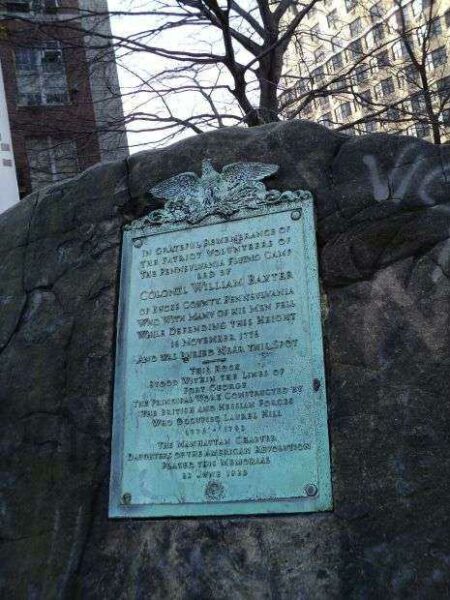 IN GRATEFUL REMEMBRANCE OF
THE PATRIOT VOLUNTEERS OF
THE PENNSYLVANIA FLYING CAMP
LED BY
COLONEL WILLIAM BAXTER
OF BUCKS COUNTY, PENNSYLVANIA
WHO WITH MANY OF HIS MEN FELL
WHILE DEFENDING THIS HEIGHT
16 NOVEMBER 1776
AND WAS BURIED NEAR THIS SPOT
THIS ROCK
STOOD WITHIN THE LINES OF
FORT GEORGE
THE PRINCIPAL WORK CONSTRUCTED BY
THE BRITISH AND HESSIAN FORCES
WHO OCCUPIED LAUREL HILL
1776 - 1783
THE MANHATTAN CHAPTER
DAUGHTERS OF THE AMERICAN REVOLUTION
PLACED THIS MEMORIAL
JUNE